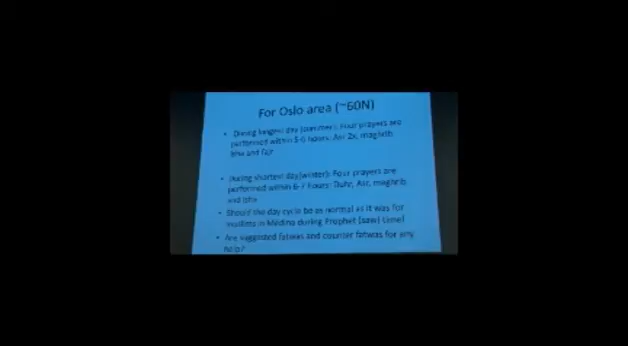 For Oslo area (~60N)
• During longest day (summer): Four prayers are
performed within 5-6 hours: Asr 2x, maghrib
Isha and fajr
• During shortest day(winter): Four prayers are
performed within 6-7 hours: Duhr, Asr, maghrib
and Isha
• Should the day cycle be as normal as it was for
muslims in Medina during Prophet (saw) time)
• Are suggested fatwas and counter fatwas for any
help?